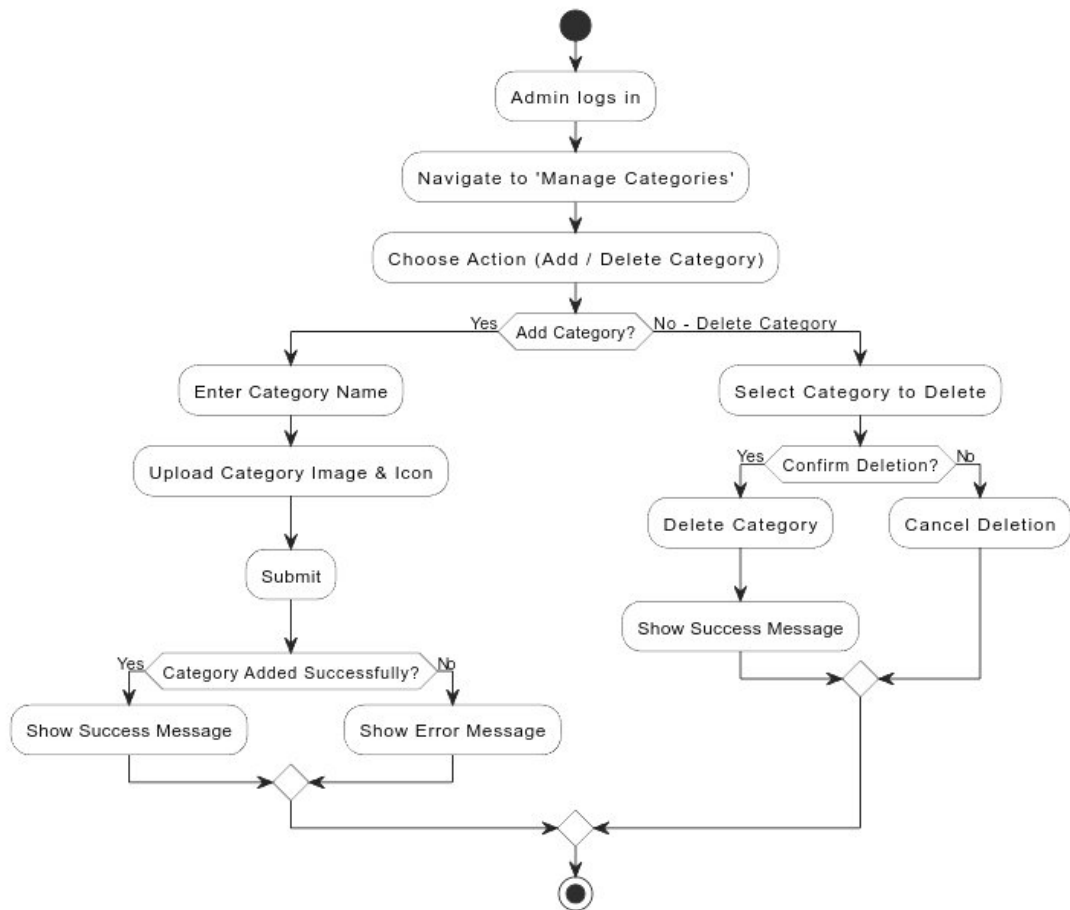 Admin logs in
Navigate to 'Manage Categories'
Choose Action (Add / Delete Category)
Yes
Add Category?
No - Delete Category
Enter Category Name
Upload Category Image & Icon
Submit
Yes
Category Added Successfully?
No
Show Success Message
Show Error Message
Select Category to Delete
Yes
Confirm Deletion?
No
Delete Category
Cancel Deletion
Show Success Message